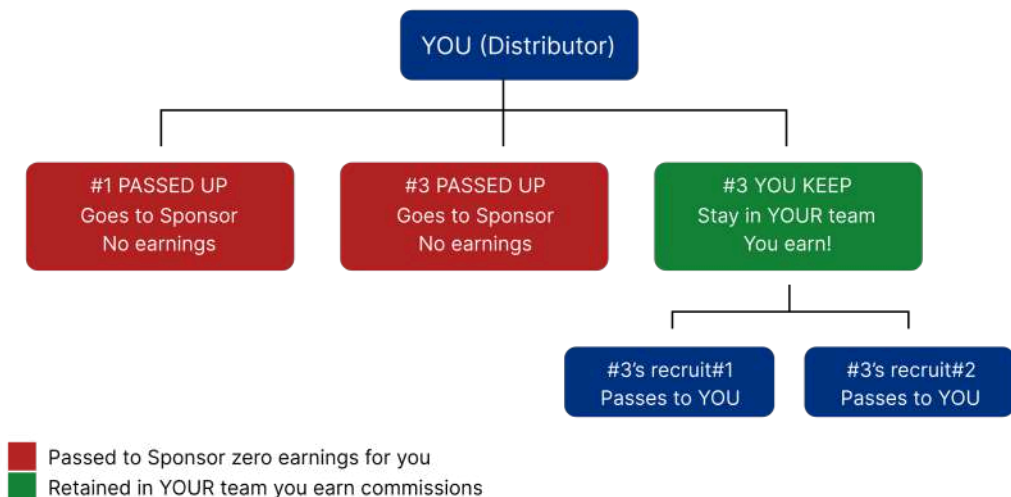 YOU (Distributor)
#1 PASSED UP
Goes to Sponsor
No earnings
#3 PASSED UP
Goes to Sponsor
No earnings
#3 YOU KEEP
Stay in YOUR team
You earn!
#3’s recruit#1
Passes to YOU
#3’s recruit#2
Passes to YOU
Passed to Sponsor zero earnings for you
Retained in YOUR team you earn commissions